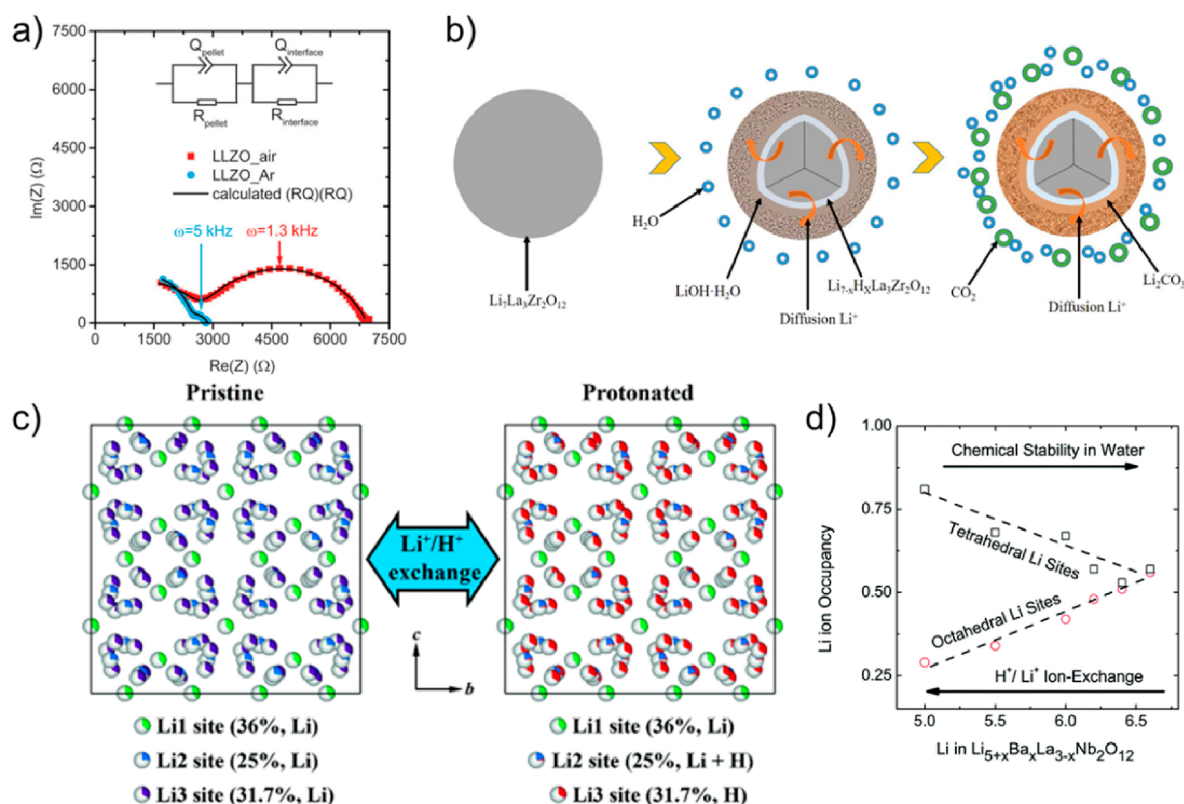 a)
7500
6000
4500
3000
1500
0
Im(Z) (Ω)
Q_pellet
Q_interface
R_pellet
R_interface
LLZO_air
LLZO_Ar
calculated (RQ)(RQ)
ω=5 kHz
ω=1.3 kHz
0
1500
3000
4500
6000
7500
Re(Z) (Ω)
b)
H₂O
Li₇La₃Zr₂O₁₂
LiOH·H₂O
Diffusion Li⁺
Li₇₋ₓHₓLa₃Zr₂O₁₂
CO₂
Diffusion Li⁺
Li₂CO₃
c)
Pristine
Protonated
Li⁺/H⁺
exchange
c
b
Li1 site (36%, Li)
Li2 site (25%, Li)
Li3 site (31.7%, Li)
Li1 site (36%, Li)
Li2 site (25%, Li + H)
Li3 site (31.7%, H)
d)
1.00
0.75
0.50
0.25
Li ion Occupancy
Chemical Stability in Water
Tetrahedral Li Sites
Octahedral Li Sites
H⁺/ Li⁺ Ion-Exchange
5.0
5.5
6.0
6.5
Li in Li₅₊ₓBaₓLa₃₋ₓNb₂O₁₂